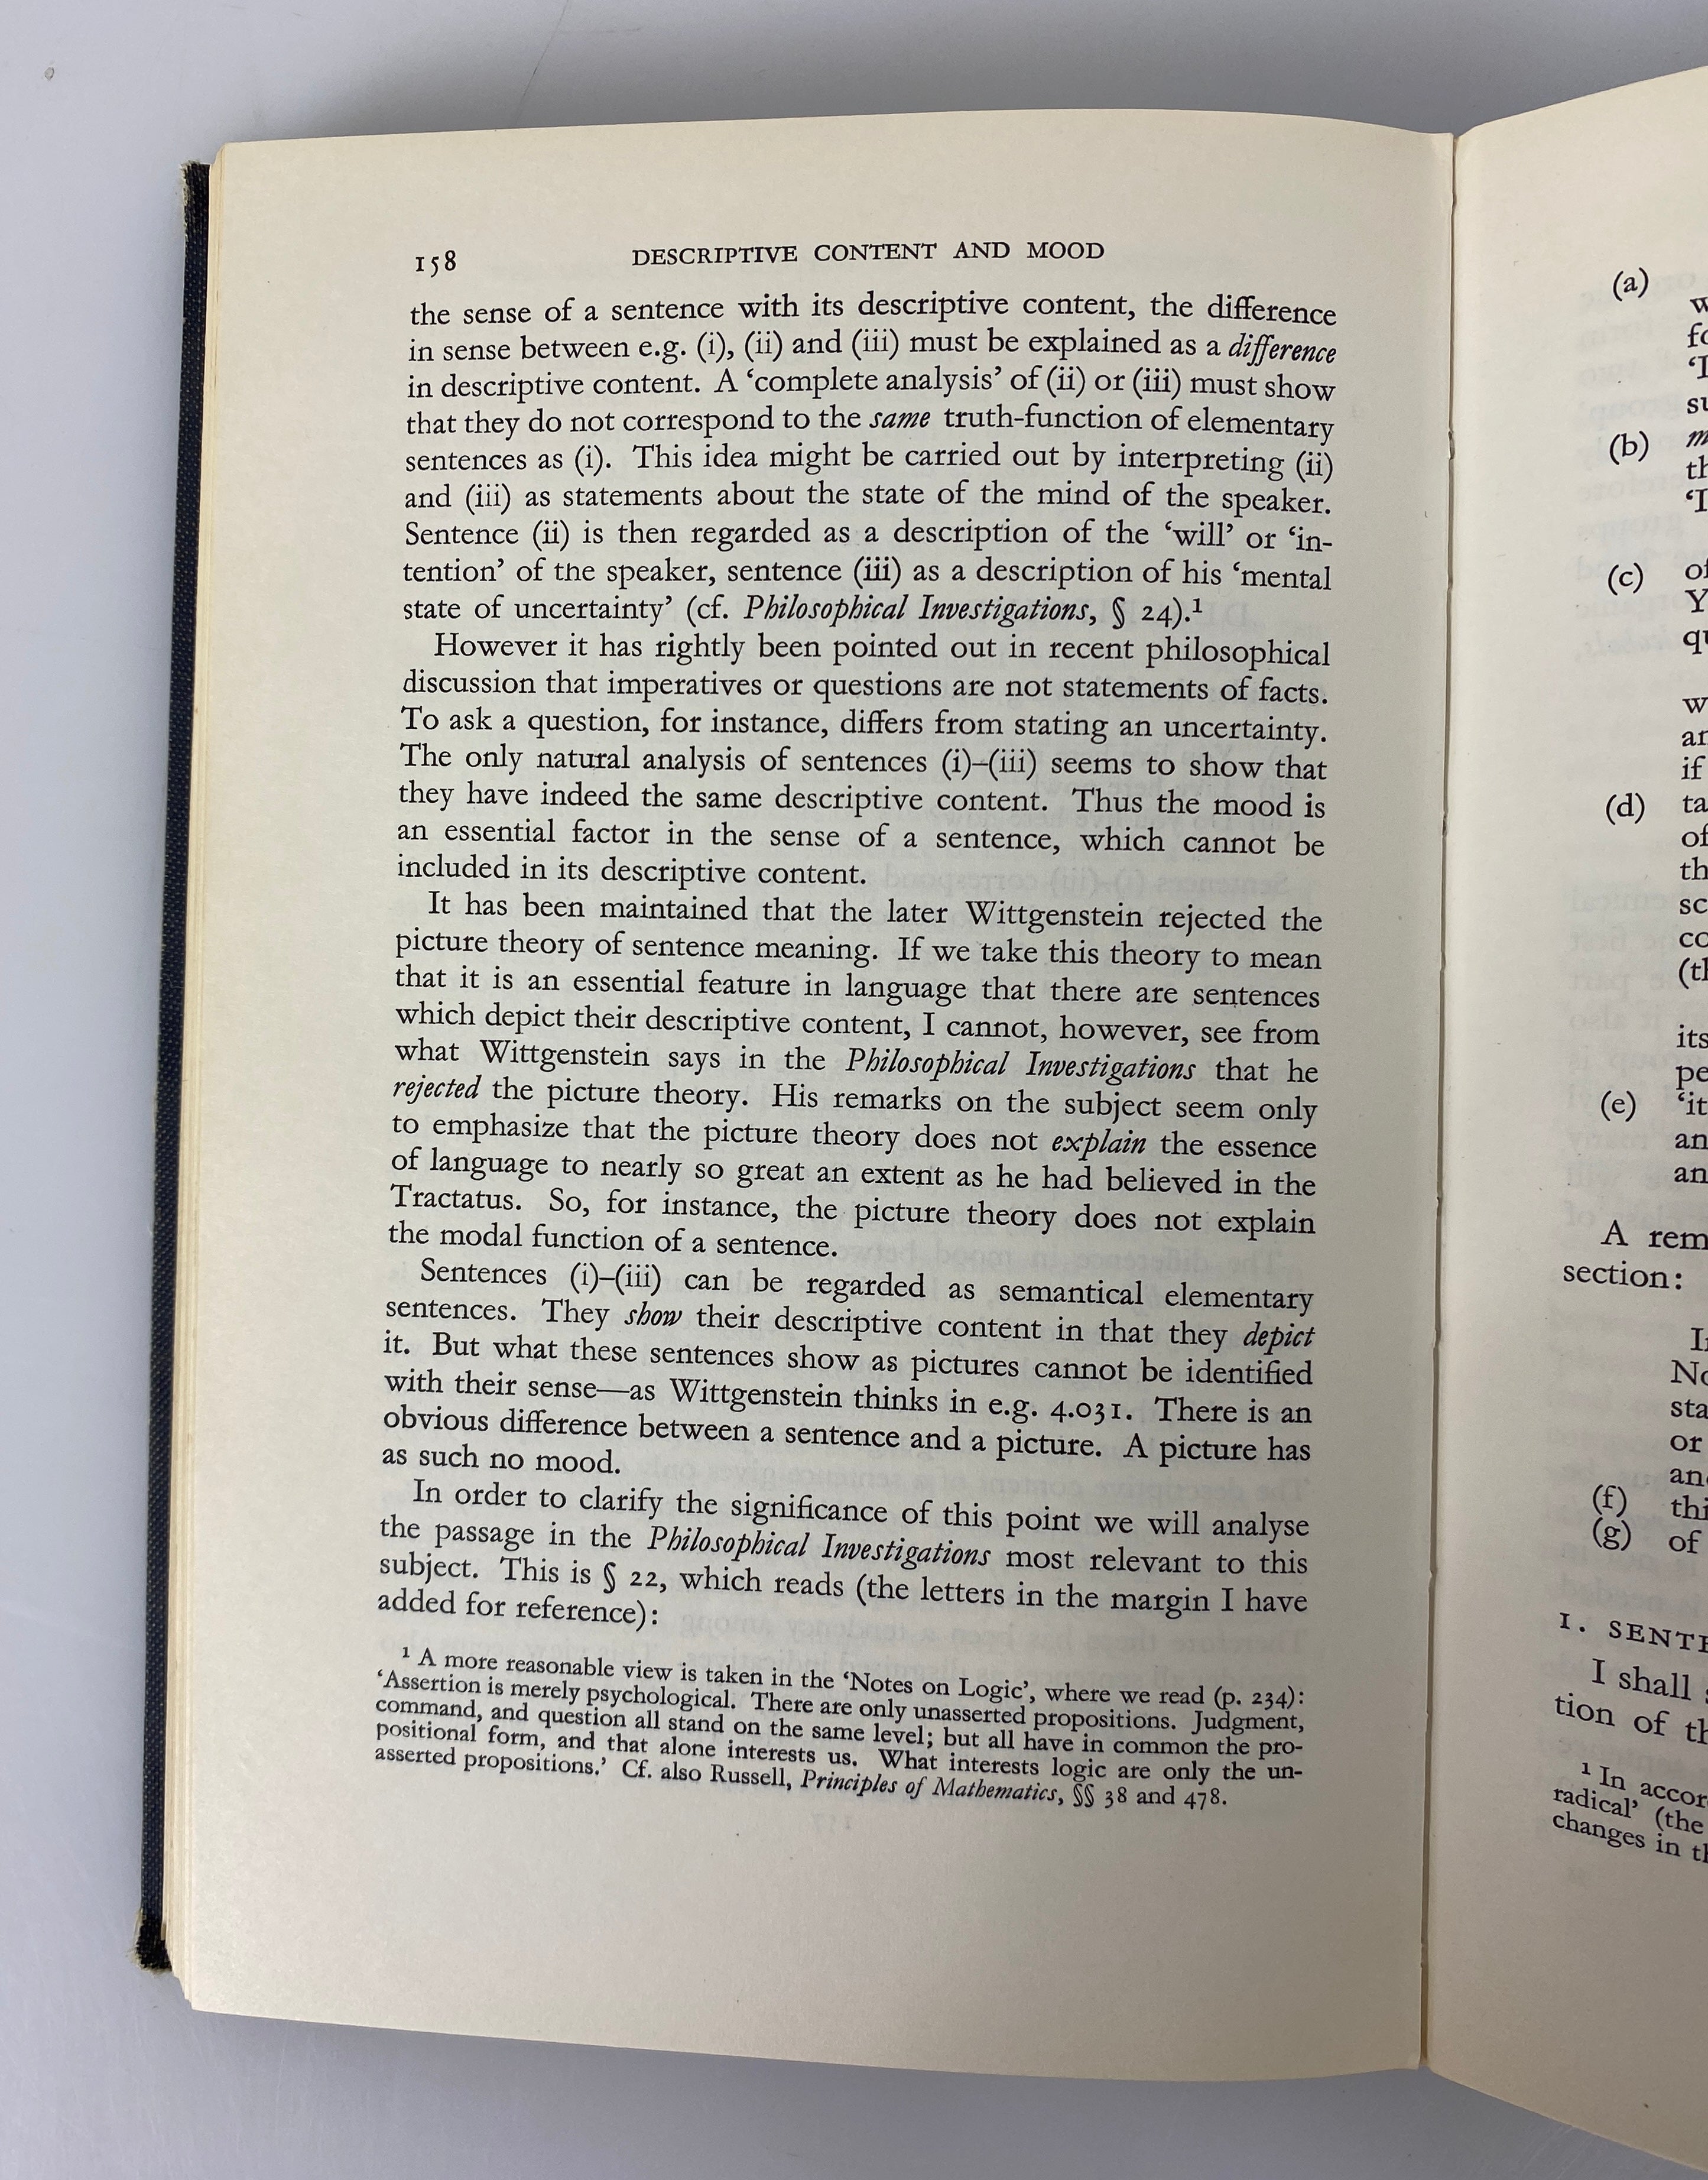 158 DESCRIPTIVE CONTENT AND MOOD
the sense of a sentence with its descriptive content, the difference
in sense between e.g. (i), (ii) and (iii) must be explained as a difference
in descriptive content. A ‘complete analysis’ of (ii) or (iii) must show
that they do not correspond to the same truth-function of elementary
sentences as (i). This idea might be carried out by interpreting (ii)
and (iii) as statements about the state of the mind of the speaker.
Sentence (ii) is then regarded as a description of the ‘will’ or ‘in-
tention’ of the speaker, sentence (iii) as a description of his ‘mental
state of uncertainty’ (cf. Philosophical Investigations, § 24).¹
However it has rightly been pointed out in recent philosophical
discussion that imperatives or questions are not statements of facts.
To ask a question, for instance, differs from stating an uncertainty.
The only natural analysis of sentences (i)–(iii) seems to show that
they have indeed the same descriptive content. Thus the mood is
an essential factor in the sense of a sentence, which cannot be
included in its descriptive content.
It has been maintained that the later Wittgenstein rejected the
picture theory of sentence meaning. If we take this theory to mean
that it is an essential feature in language that there are sentences
which depict their descriptive content, I cannot, however, see from
what Wittgenstein says in the Philosophical Investigations that he
rejected the picture theory. His remarks on the subject seem only
to emphasize that the picture theory does not explain the essence
of language to nearly so great an extent as he had believed in the
Tractatus. So, for instance, the picture theory does not explain
the modal function of a sentence.
Sentences (i)–(iii) can be regarded as semantical elementary
sentences. They show their descriptive content in that they depict
it. But what these sentences show as pictures cannot be identified
with their sense—as Wittgenstein thinks in e.g. 4.031. There is an
obvious difference between a sentence and a picture. A picture has
as such no mood.
In order to clarify the significance of this point we will analyse
the passage in the Philosophical Investigations most relevant to this
subject. This is § 22, which reads (the letters in the margin I have
added for reference):
¹ A more reasonable view is taken in the ‘Notes on Logic’, where we read (p. 234):
‘Assertion is merely psychological. There are only unasserted propositions. Judgment,
command, and question all stand on the same level; but all have in common the pro-
positional form, and that alone interests us. What interests logic are only the un-
asserted propositions.’ Cf. also Russell, Principles of Mathematics, §§ 38 and 478.
(a)
(b)
(c) of
(d)
if
of
its
(e) ‘it
A
section:
or
(f)
(g) of
1.
I shall
tion of
1 In
radical’ (the
changes in